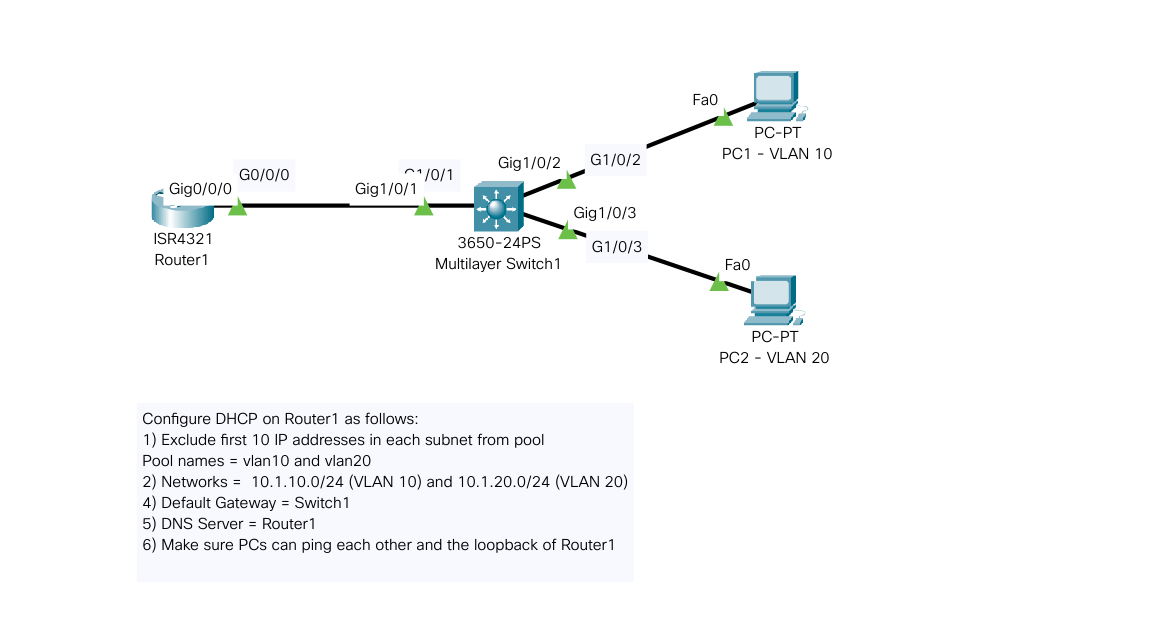 Fa0
PC-PT
PC1 - VLAN 10
Gig1/0/2
G1/0/2
G0/0/0
G1/0/1
Gig0/0/0
Gig1/0/1
Gig1/0/3
ISR4321
Router1
3650-24PS
Multilayer Switch1
G1/0/3
Fa0
PC-PT
PC2 - VLAN 20
Configure DHCP on Router1 as follows:
1) Exclude first 10 IP addresses in each subnet from pool
Pool names = vlan10 and vlan20
2) Networks =  10.1.10.0/24 (VLAN 10) and 10.1.20.0/24 (VLAN 20)
4) Default Gateway = Switch1
5) DNS Server = Router1
6) Make sure PCs can ping each other and the loopback of Router1